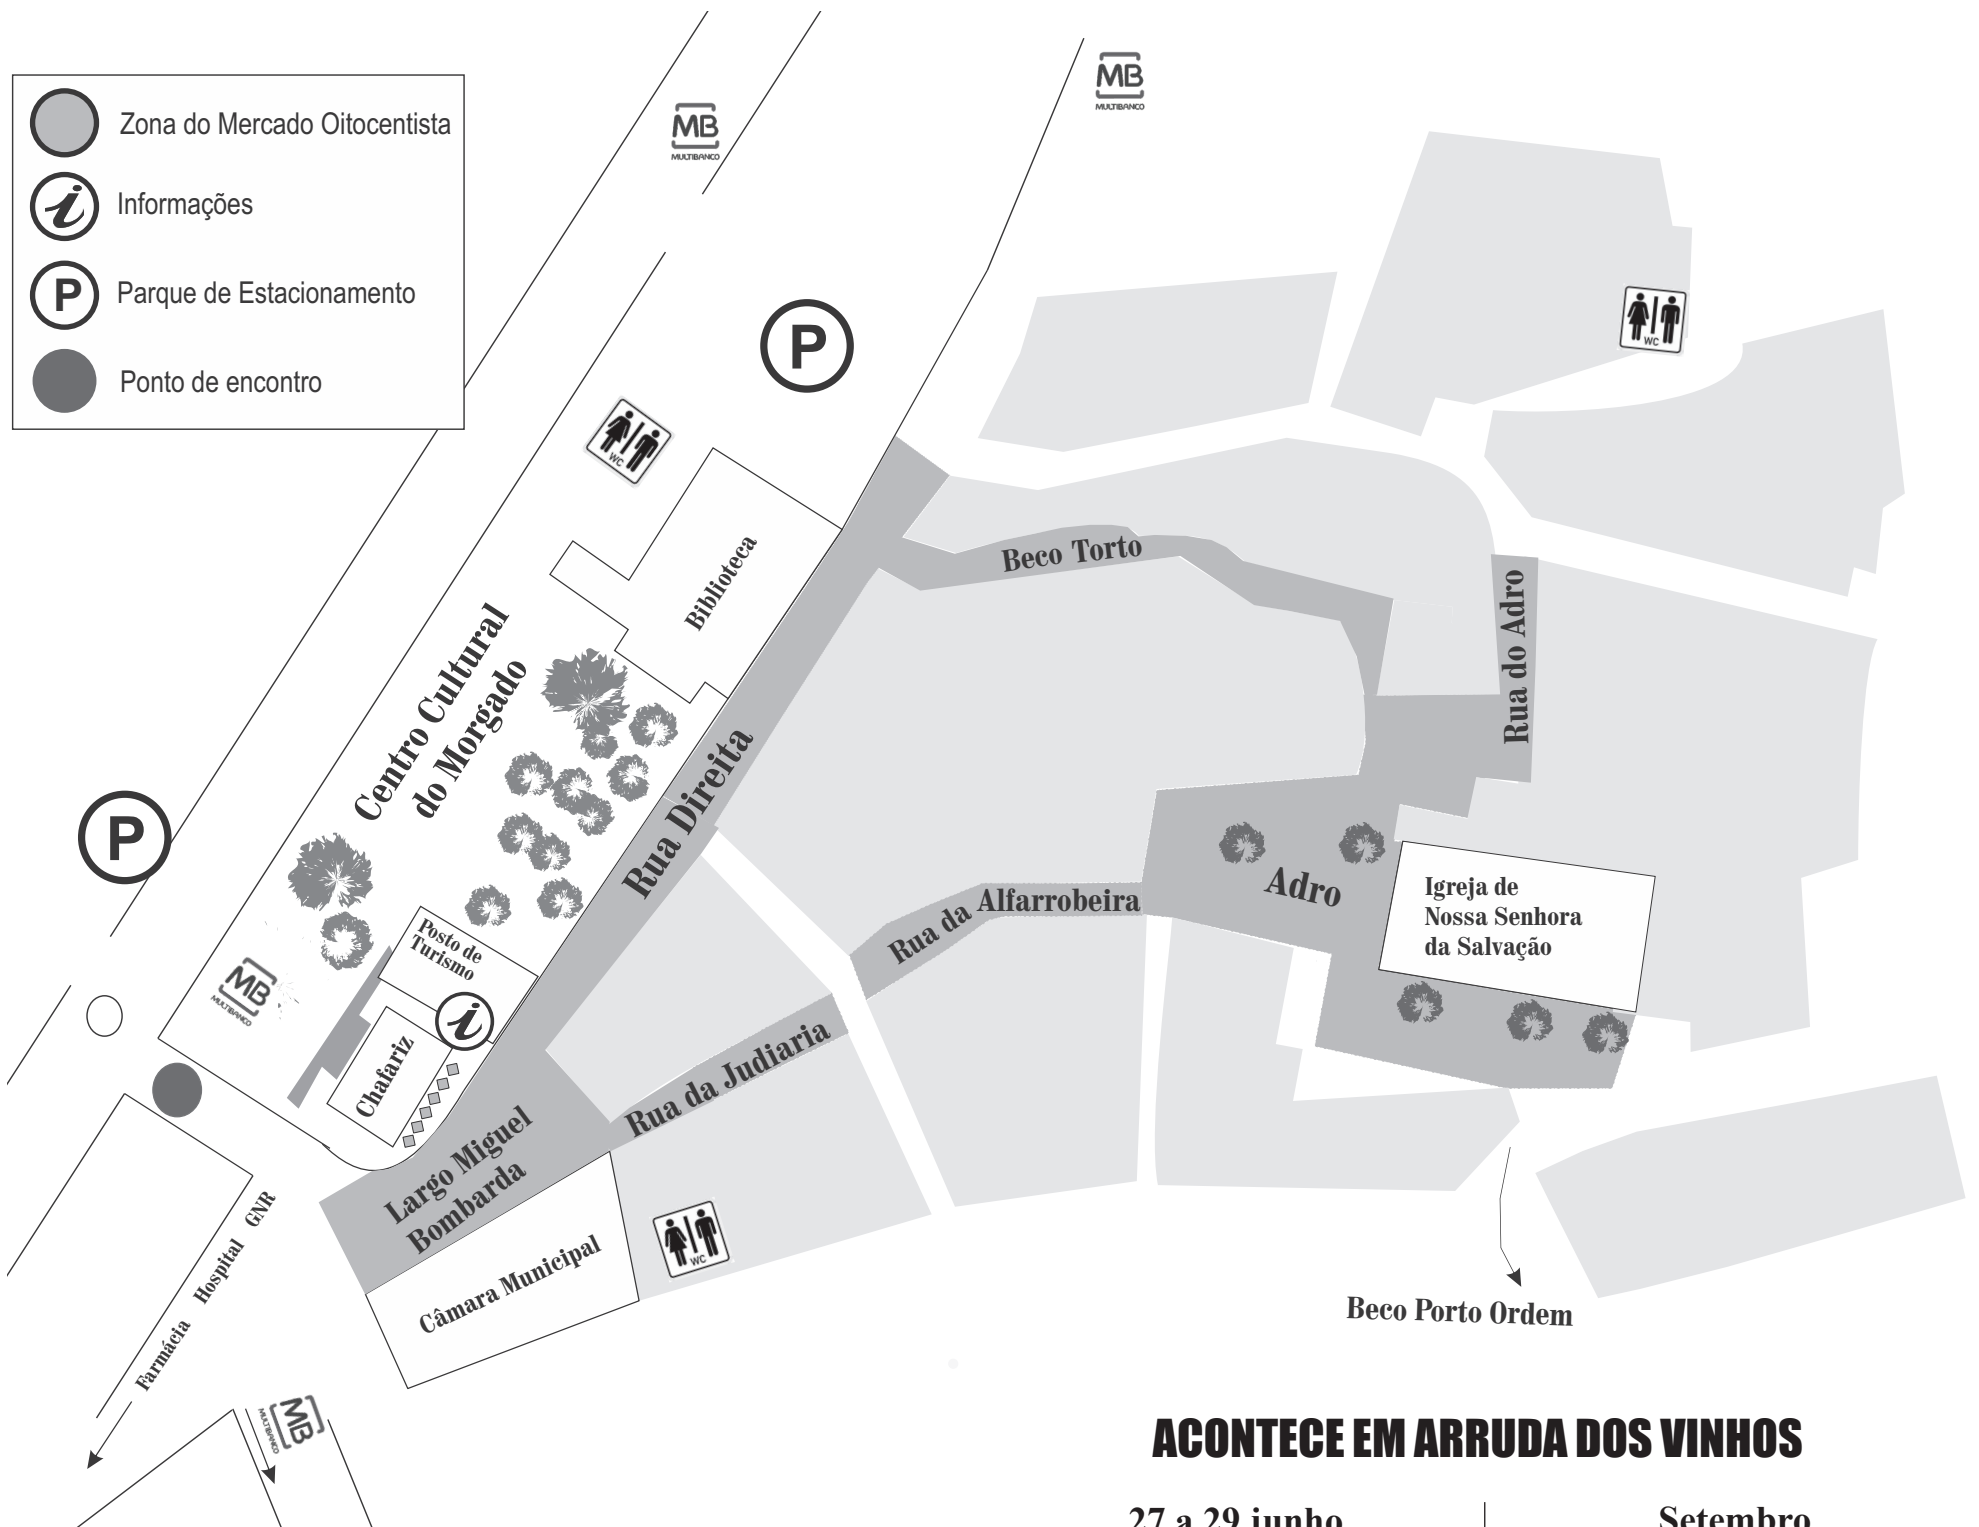 MB
MULTIBANCO
MB
MULTIBANCO
Zona do Mercado Oitocentista
i
Informações
P
Parque de Estacionamento
Ponto de encontro
P
WC
WC
Biblioteca
Beco Torto
Rua do Adro
Centro Cultural
do Morgado
Rua Direita
P
Adro
Rua da Alfarrobeira
Igreja de
Nossa Senhora
da Salvação
Posto de
Turismo
i
MB
MULTIBANCO
Chafariz
Rua da Judiaria
Largo Miguel
Bombarda
Câmara Municipal
WC
Farmácia Hospital GNR
Beco Porto Ordem
MB
MULTIBANCO
ACONTECE EM ARRUDA DOS VINHOS
27 a 29 junho
Setembro